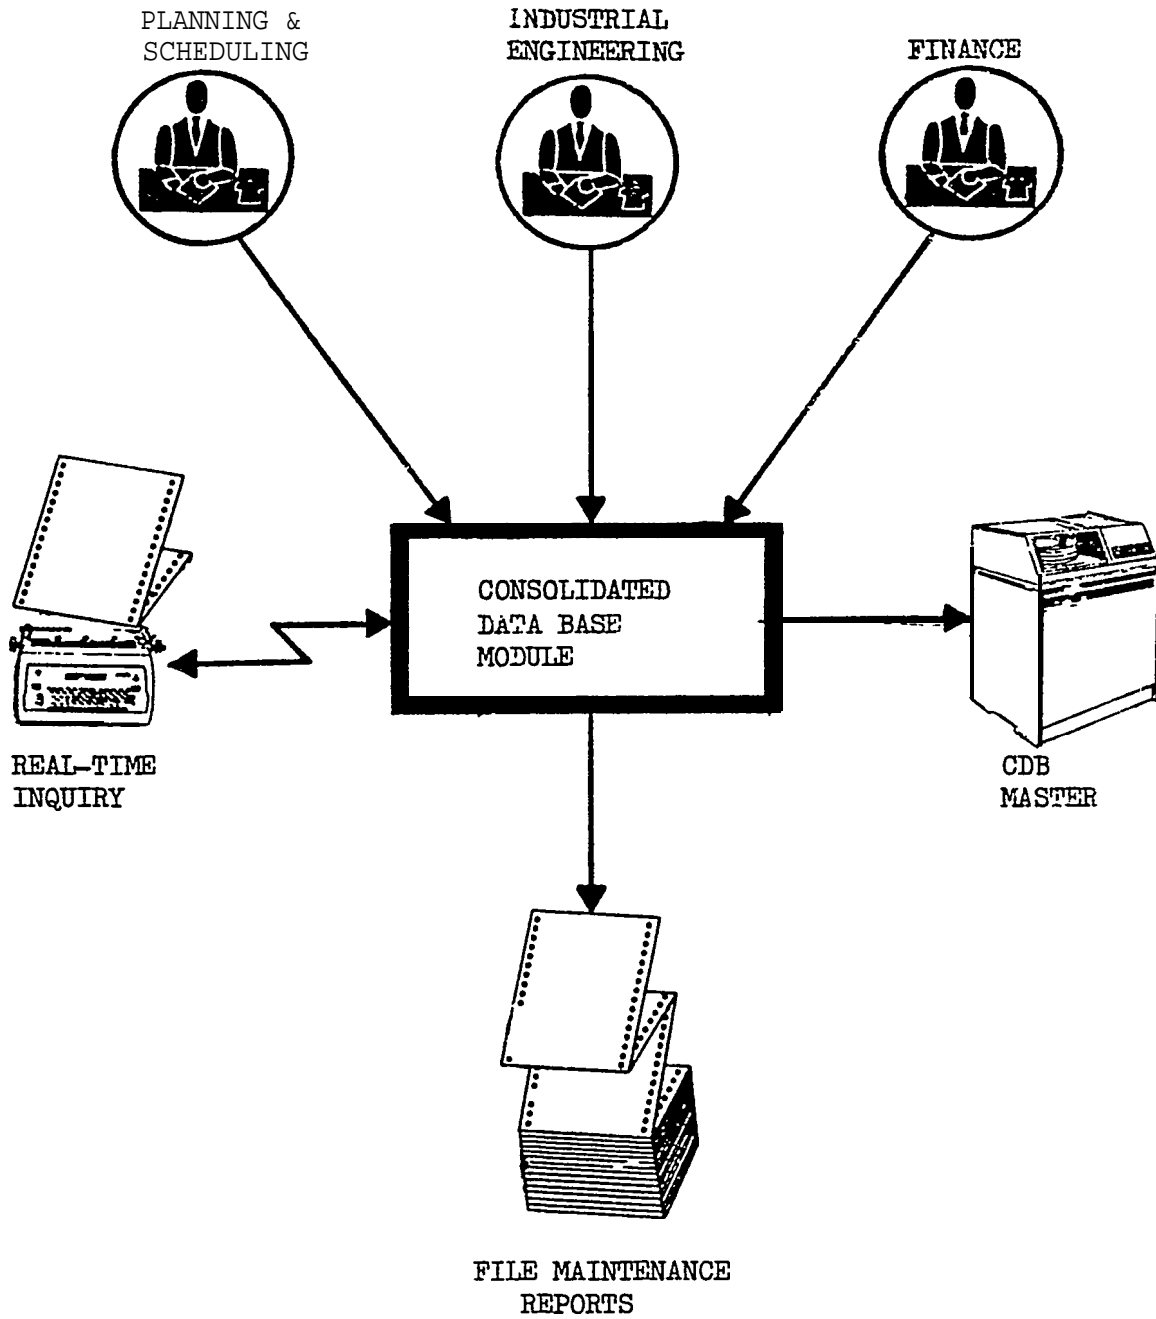 PLANNING &
SCHEDULING
INDUSTRIAL
ENGINEERING
FINANCE
CONSOLIDATED
DATA BASE
MODULE
REAL-TIME
INQUIRY
CDB
MASTER
FILE MAINTENANCE
REPORTS